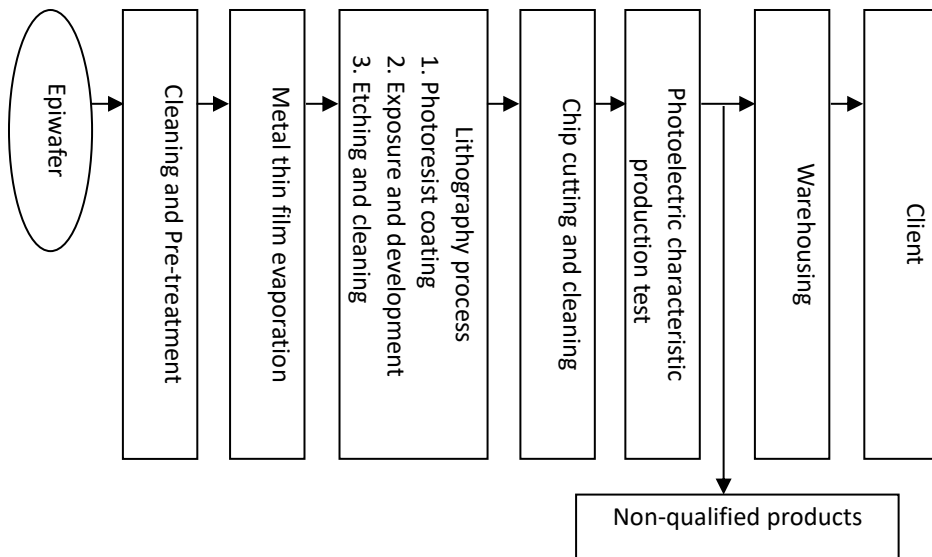 Epiwafer
Cleaning and Pre-treatment
Metal thin film evaporation
Lithography process
1. Photoresist coating
2. Exposure and development
3. Etching and cleaning
Chip cutting and cleaning
Photoelectric characteristic
production test
Warehousing
Client
Non-qualified products